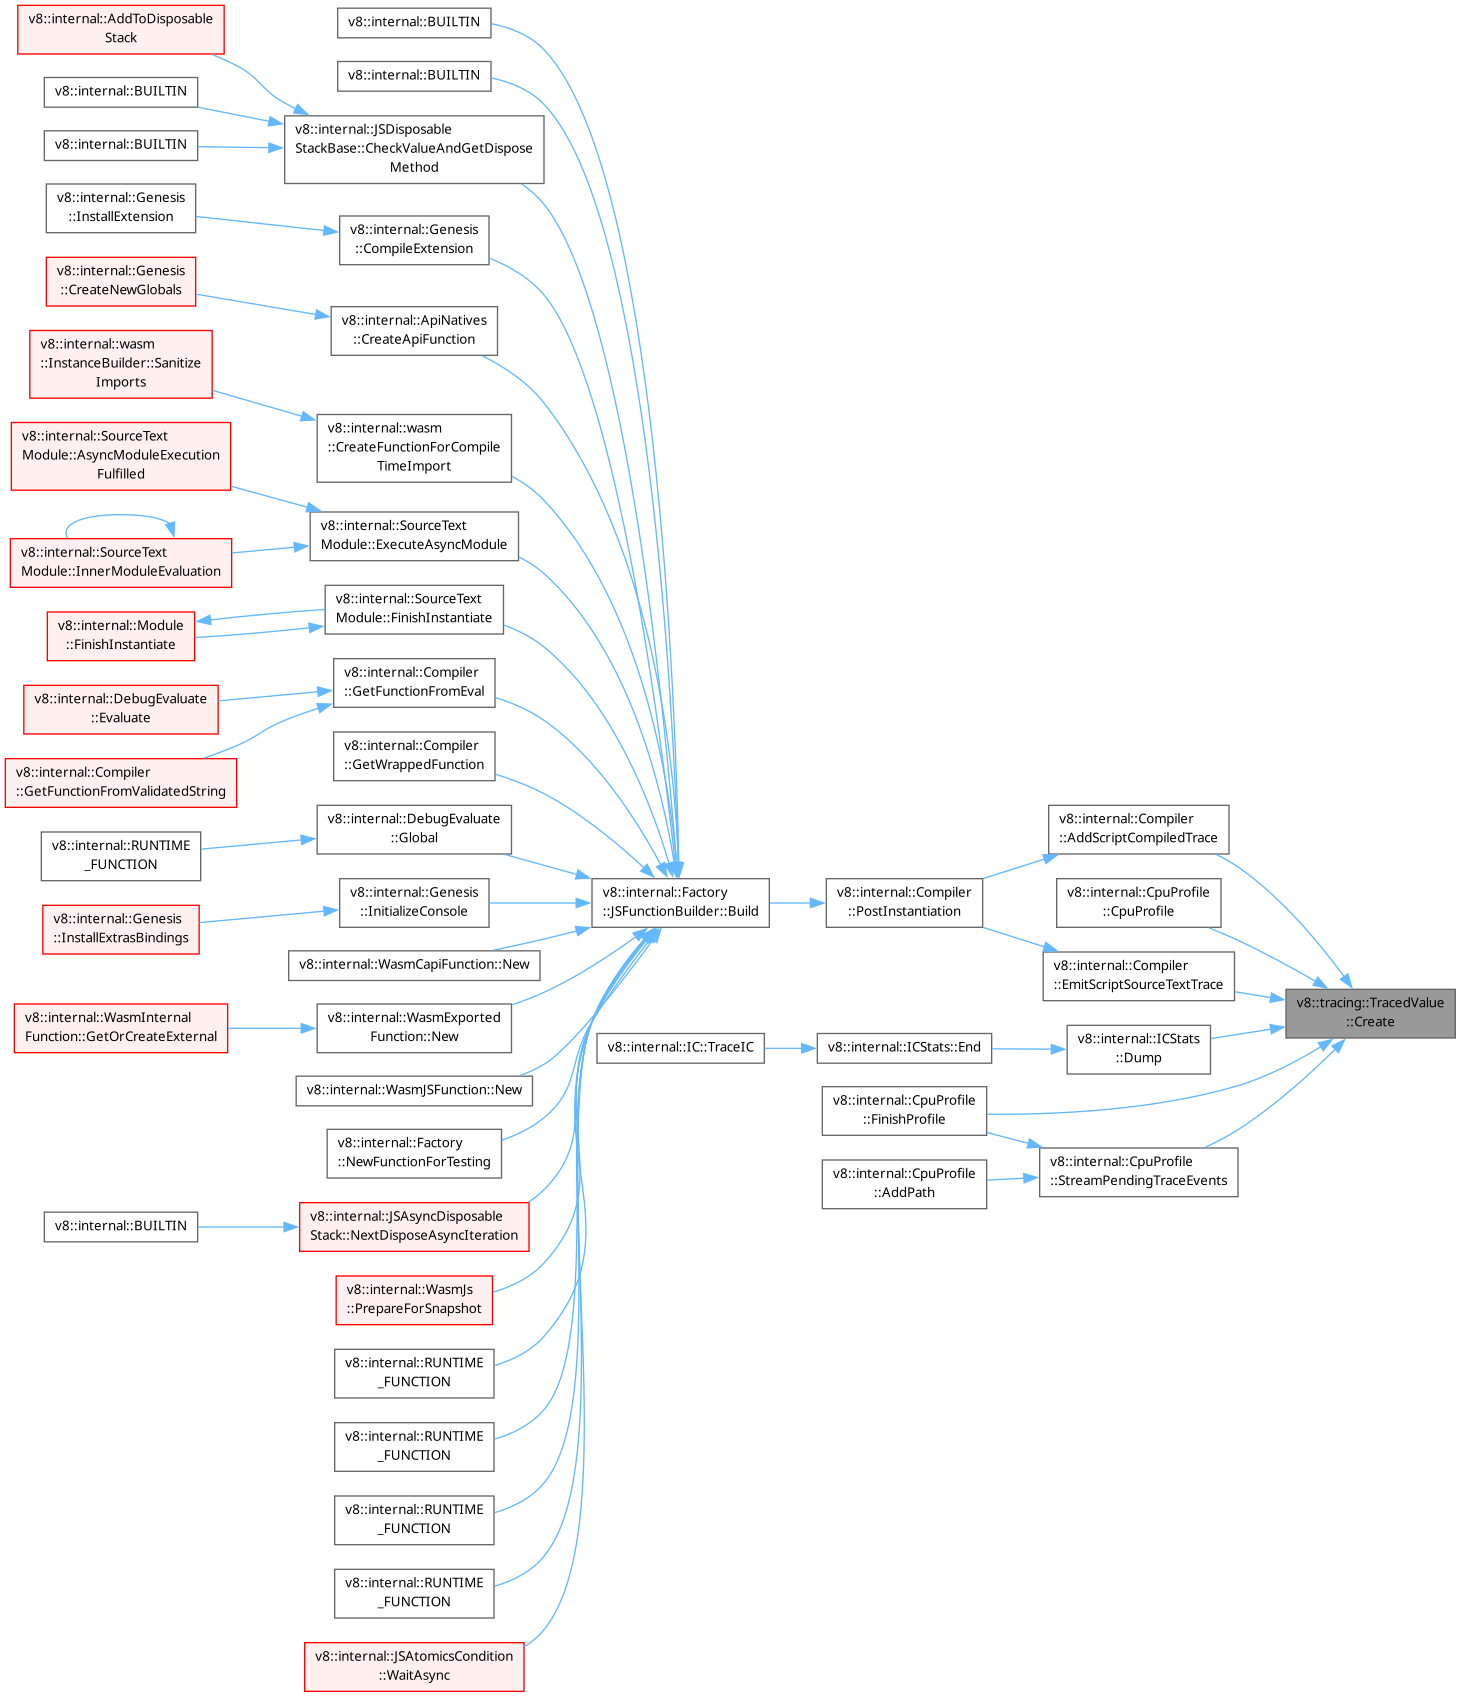 v8::internal::AddToDisposable
Stack
v8::internal::BUILTIN
v8::internal::BUILTIN
v8::internal::Genesis
::InstallExtension
v8::internal::Genesis
::CreateNewGlobals
v8::internal::wasm
::InstanceBuilder::Sanitize
Imports
v8::internal::SourceText
Module::AsyncModuleExecution
Fulfilled
v8::internal::SourceText
Module::InnerModuleEvaluation
v8::internal::Module
::FinishInstantiate
v8::internal::DebugEvaluate
::Evaluate
v8::internal::Compiler
::GetFunctionFromValidatedString
v8::internal::RUNTIME
_FUNCTION
v8::internal::Genesis
::InstallExtrasBindings
v8::internal::WasmInternal
Function::GetOrCreateExternal
v8::internal::BUILTIN
v8::internal::BUILTIN
v8::internal::BUILTIN
v8::internal::JSDisposable
StackBase::CheckValueAndGetDispose
Method
v8::internal::Genesis
::CompileExtension
v8::internal::ApiNatives
::CreateApiFunction
v8::internal::wasm
::CreateFunctionForCompile
TimeImport
v8::internal::SourceText
Module::ExecuteAsyncModule
v8::internal::SourceText
Module::FinishInstantiate
v8::internal::Compiler
::GetFunctionFromEval
v8::internal::Compiler
::GetWrappedFunction
v8::internal::DebugEvaluate
::Global
v8::internal::Genesis
::InitializeConsole
v8::internal::WasmCapiFunction::New
v8::internal::WasmExported
Function::New
v8::internal::WasmJSFunction::New
v8::internal::Factory
::NewFunctionForTesting
v8::internal::JSAsyncDisposable
Stack::NextDisposeAsyncIteration
v8::internal::WasmJs
::PrepareForSnapshot
v8::internal::RUNTIME
_FUNCTION
v8::internal::RUNTIME
_FUNCTION
v8::internal::RUNTIME
_FUNCTION
v8::internal::RUNTIME
_FUNCTION
v8::internal::JSAtomicsCondition
::WaitAsync
v8::internal::Factory
::JSFunctionBuilder::Build
v8::internal::IC::TraceIC
v8::internal::Compiler
::PostInstantiation
v8::internal::ICStats::End
v8::internal::CpuProfile
::FinishProfile
v8::internal::CpuProfile
::AddPath
v8::internal::Compiler
::AddScriptCompiledTrace
v8::internal::CpuProfile
::CpuProfile
v8::internal::Compiler
::EmitScriptSourceTextTrace
v8::internal::ICStats
::Dump
v8::internal::CpuProfile
::StreamPendingTraceEvents
v8::tracing::TracedValue
::Create